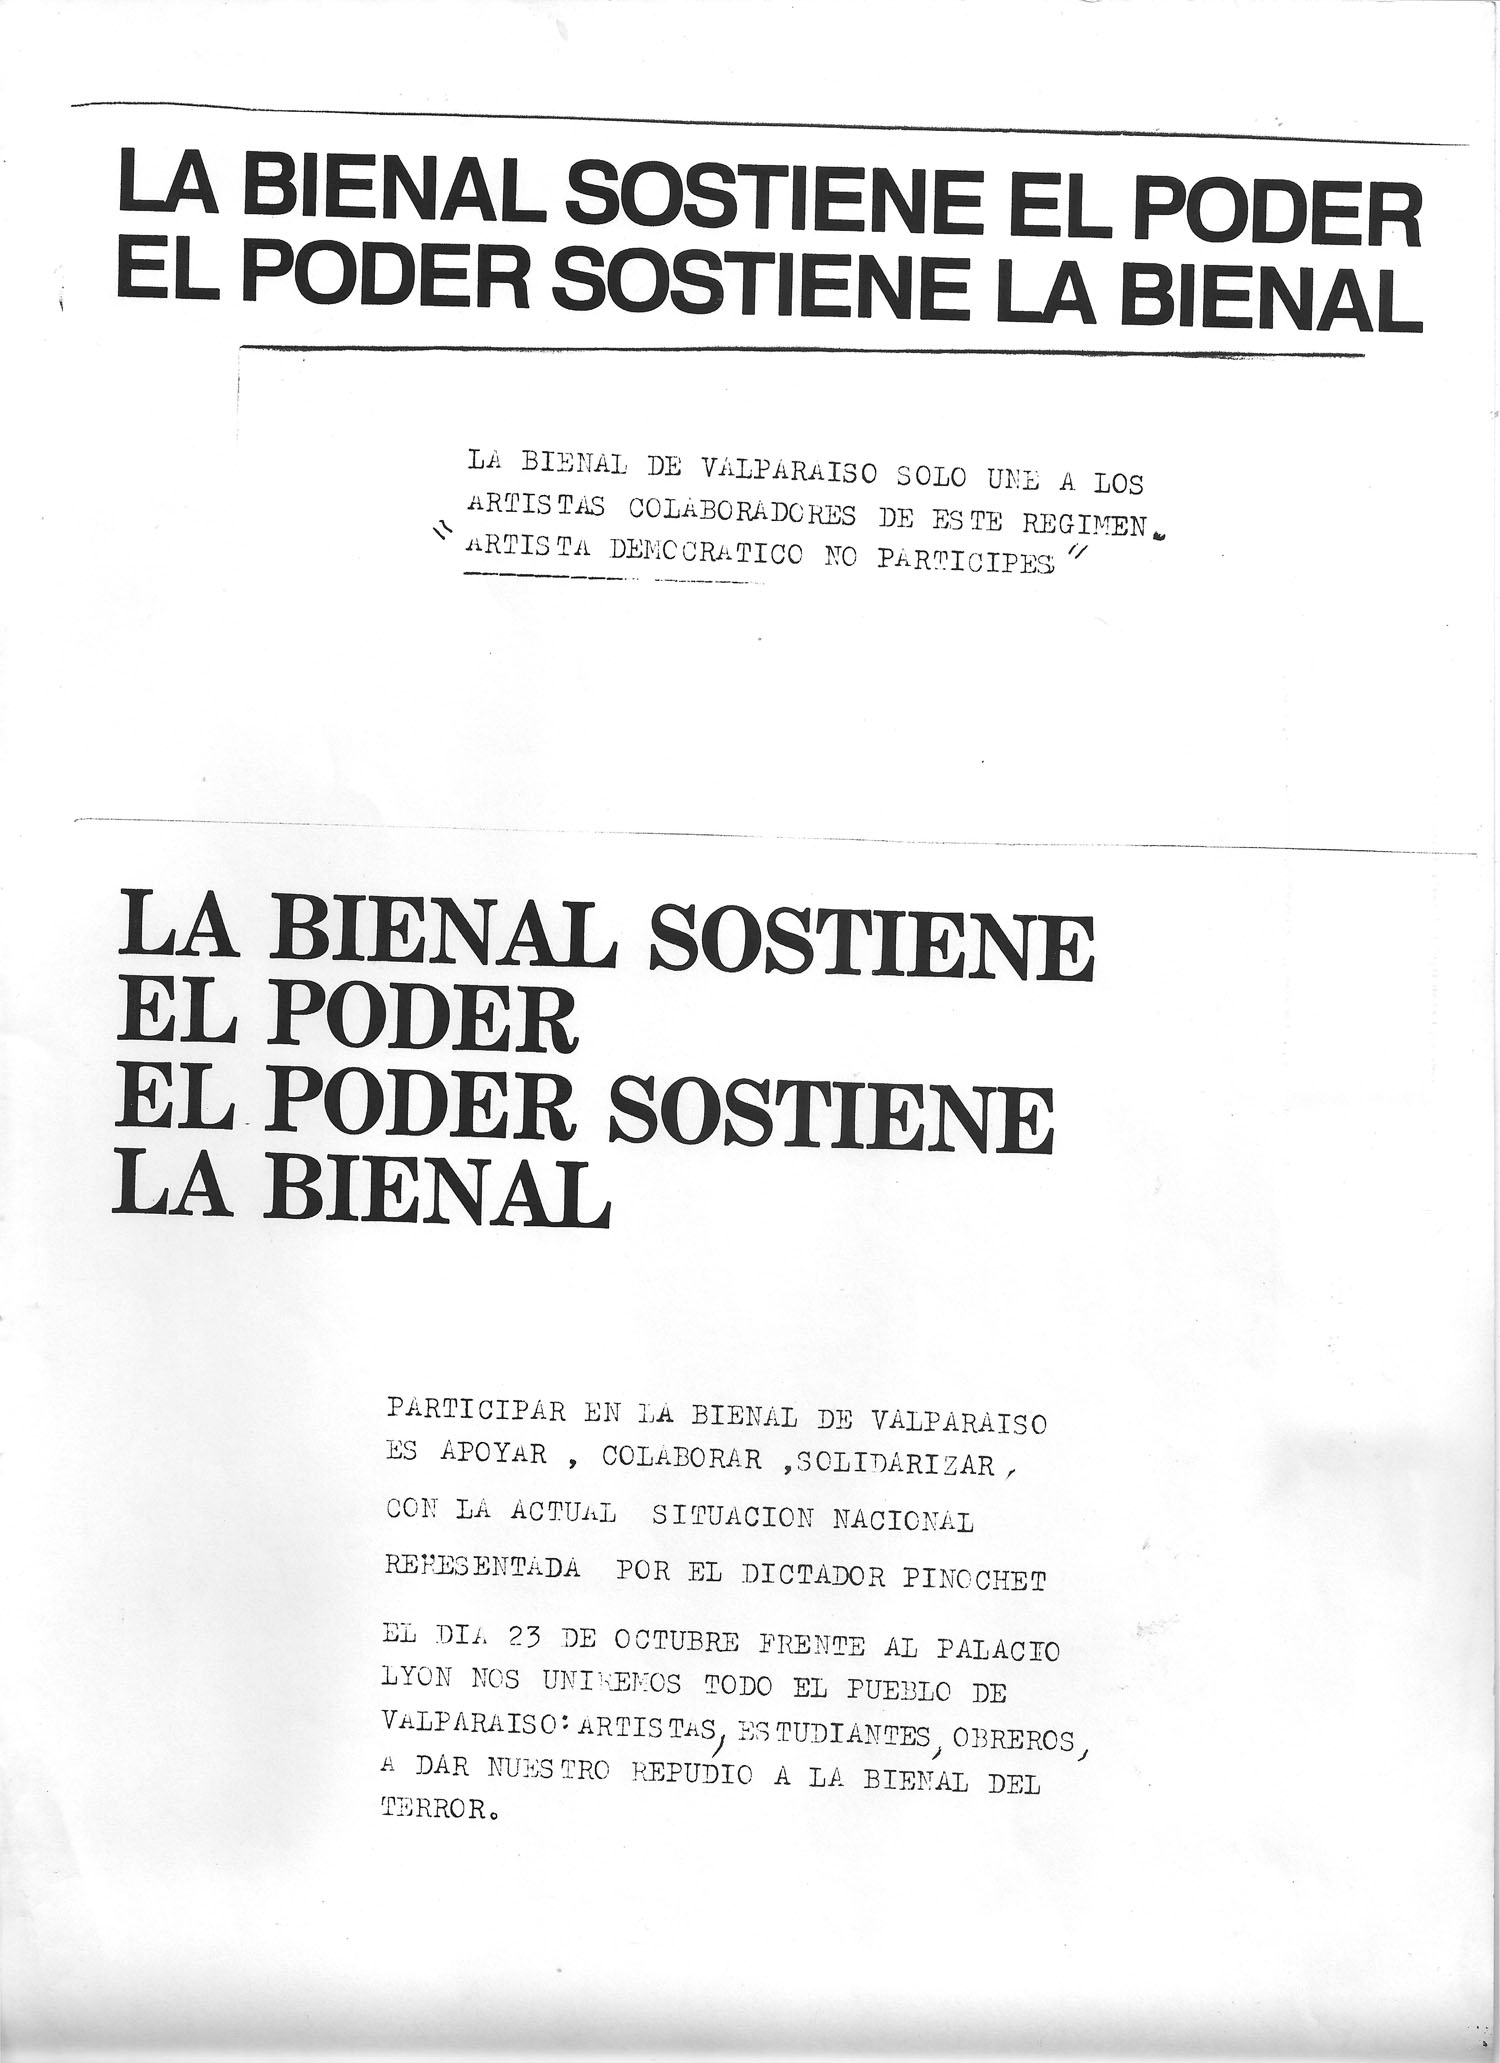 LA BIENAL SOSTIENE EL PODER
EL PODER SOSTIENE LA BIENAL
LA BIENAL DE VALPARAISO SOLO UNE A LOS
ARTISTAS COLABORADORES DE ESTE REGIMEN.
"ARTISTA DEMOCRATICO NO PARTICIPES"
LA BIENAL SOSTIENE
EL PODER
EL PODER SOSTIENE
LA BIENAL
PARTICIPAR EN LA BIENAL DE VALPARAISO
ES APOYAR , COLABORAR ,SOLIDARIZAR,
CON LA ACTUAL SITUACION NACIONAL
REPRESENTADA POR EL DICTADOR PINOCHET
EL DIA 23 DE OCTUBRE FRENTE AL PALACIO
LYON NOS UNIREMOS TODO EL PUEBLO DE
VALPARAISO: ARTISTAS, ESTUDIANTES, OBREROS,
A DAR NUESTRO REPUDIO A LA BIENAL DEL
TERROR.